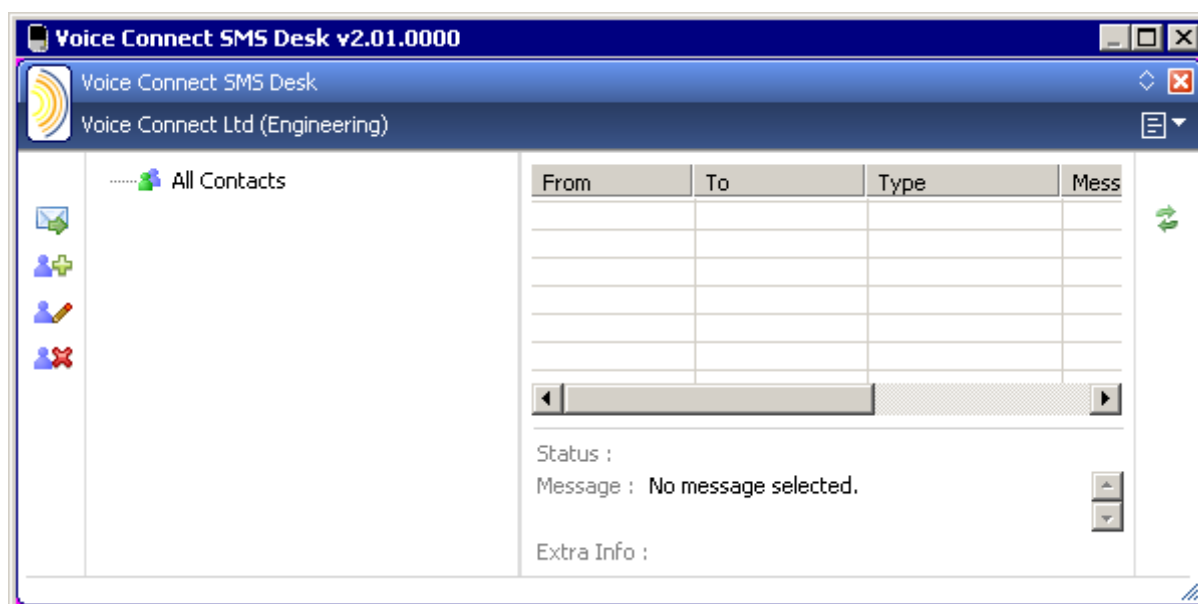 Voice Connect SMS Desk v2.01.0000
Voice Connect SMS Desk
Voice Connect Ltd (Engineering)
All Contacts
From To Type Mess
Status :
Message : No message selected.
Extra Info :